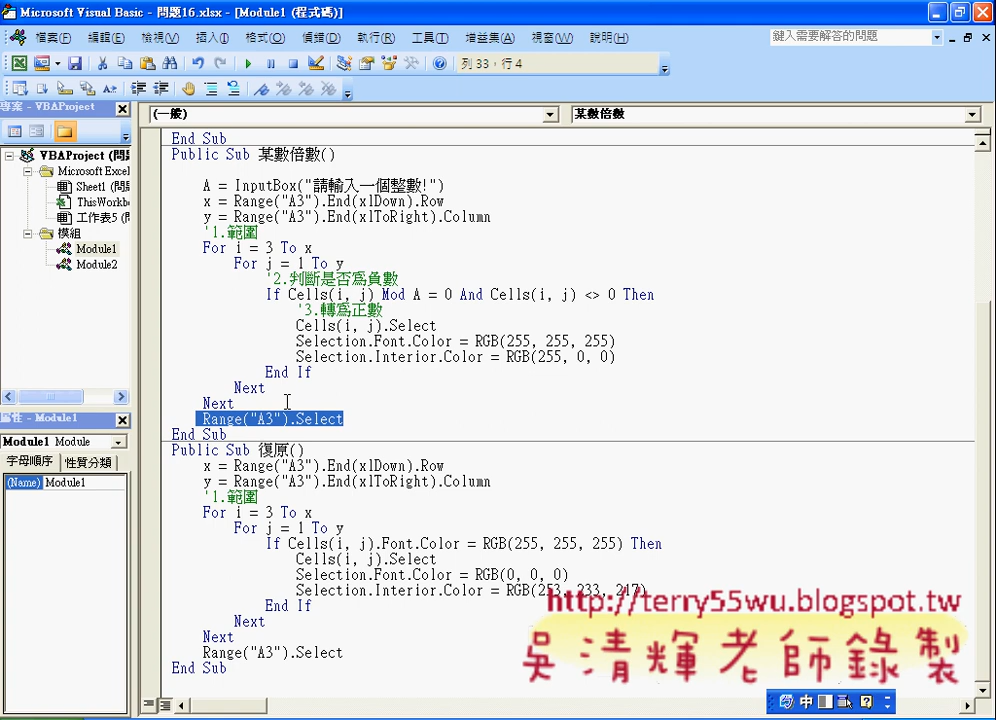 Microsoft Visual Basic - 問題16.xlsx - [Module1 (程式碼)]
檔案(F) 編輯(E) 檢視(V) 插入(I) 格式(O) 偵錯(D) 執行(R) 工具(T) 增益集(A) 視窗(W) 說明(H)
鍵入需要解答的問題
列 33，行 4
專案 - VBAProject
(一般)
某數倍數
VBAProject (問
Microsoft Excel
Sheet1 (問
ThisWorkb
工作表5 (
模組
Module1
Module2
屬性 - Module1
Module1 Module
字母順序 性質分類
(Name) Module1
End Sub
Public Sub 某數倍數()
A = InputBox("請輸入一個整數!")
x = Range("A3").End(xlDown).Row
y = Range("A3").End(xlToRight).Column
'1.範圍
For i = 3 To x
For j = 1 To y
'2.判斷是否為負數
If Cells(i, j) Mod A = 0 And Cells(i, j) <> 0 Then
'3.轉為正數
Cells(i, j).Select
Selection.Font.Color = RGB(255, 255, 255)
Selection.Interior.Color = RGB(255, 0, 0)
End If
Next
Next
Range("A3").Select
End Sub
Public Sub 復原()
x = Range("A3").End(xlDown).Row
y = Range("A3").End(xlToRight).Column
'1.範圍
For i = 3 To x
For j = 1 To y
If Cells(i, j).Font.Color = RGB(255, 255, 255) Then
Cells(i, j).Select
Selection.Font.Color = RGB(0, 0, 0)
Selection.Interior.Color = RGB(253, 233, 217)
End If
Next
Next
Range("A3").Select
End Sub
http://terry55wu.blogspot.tw
吳清輝老師錄製
中